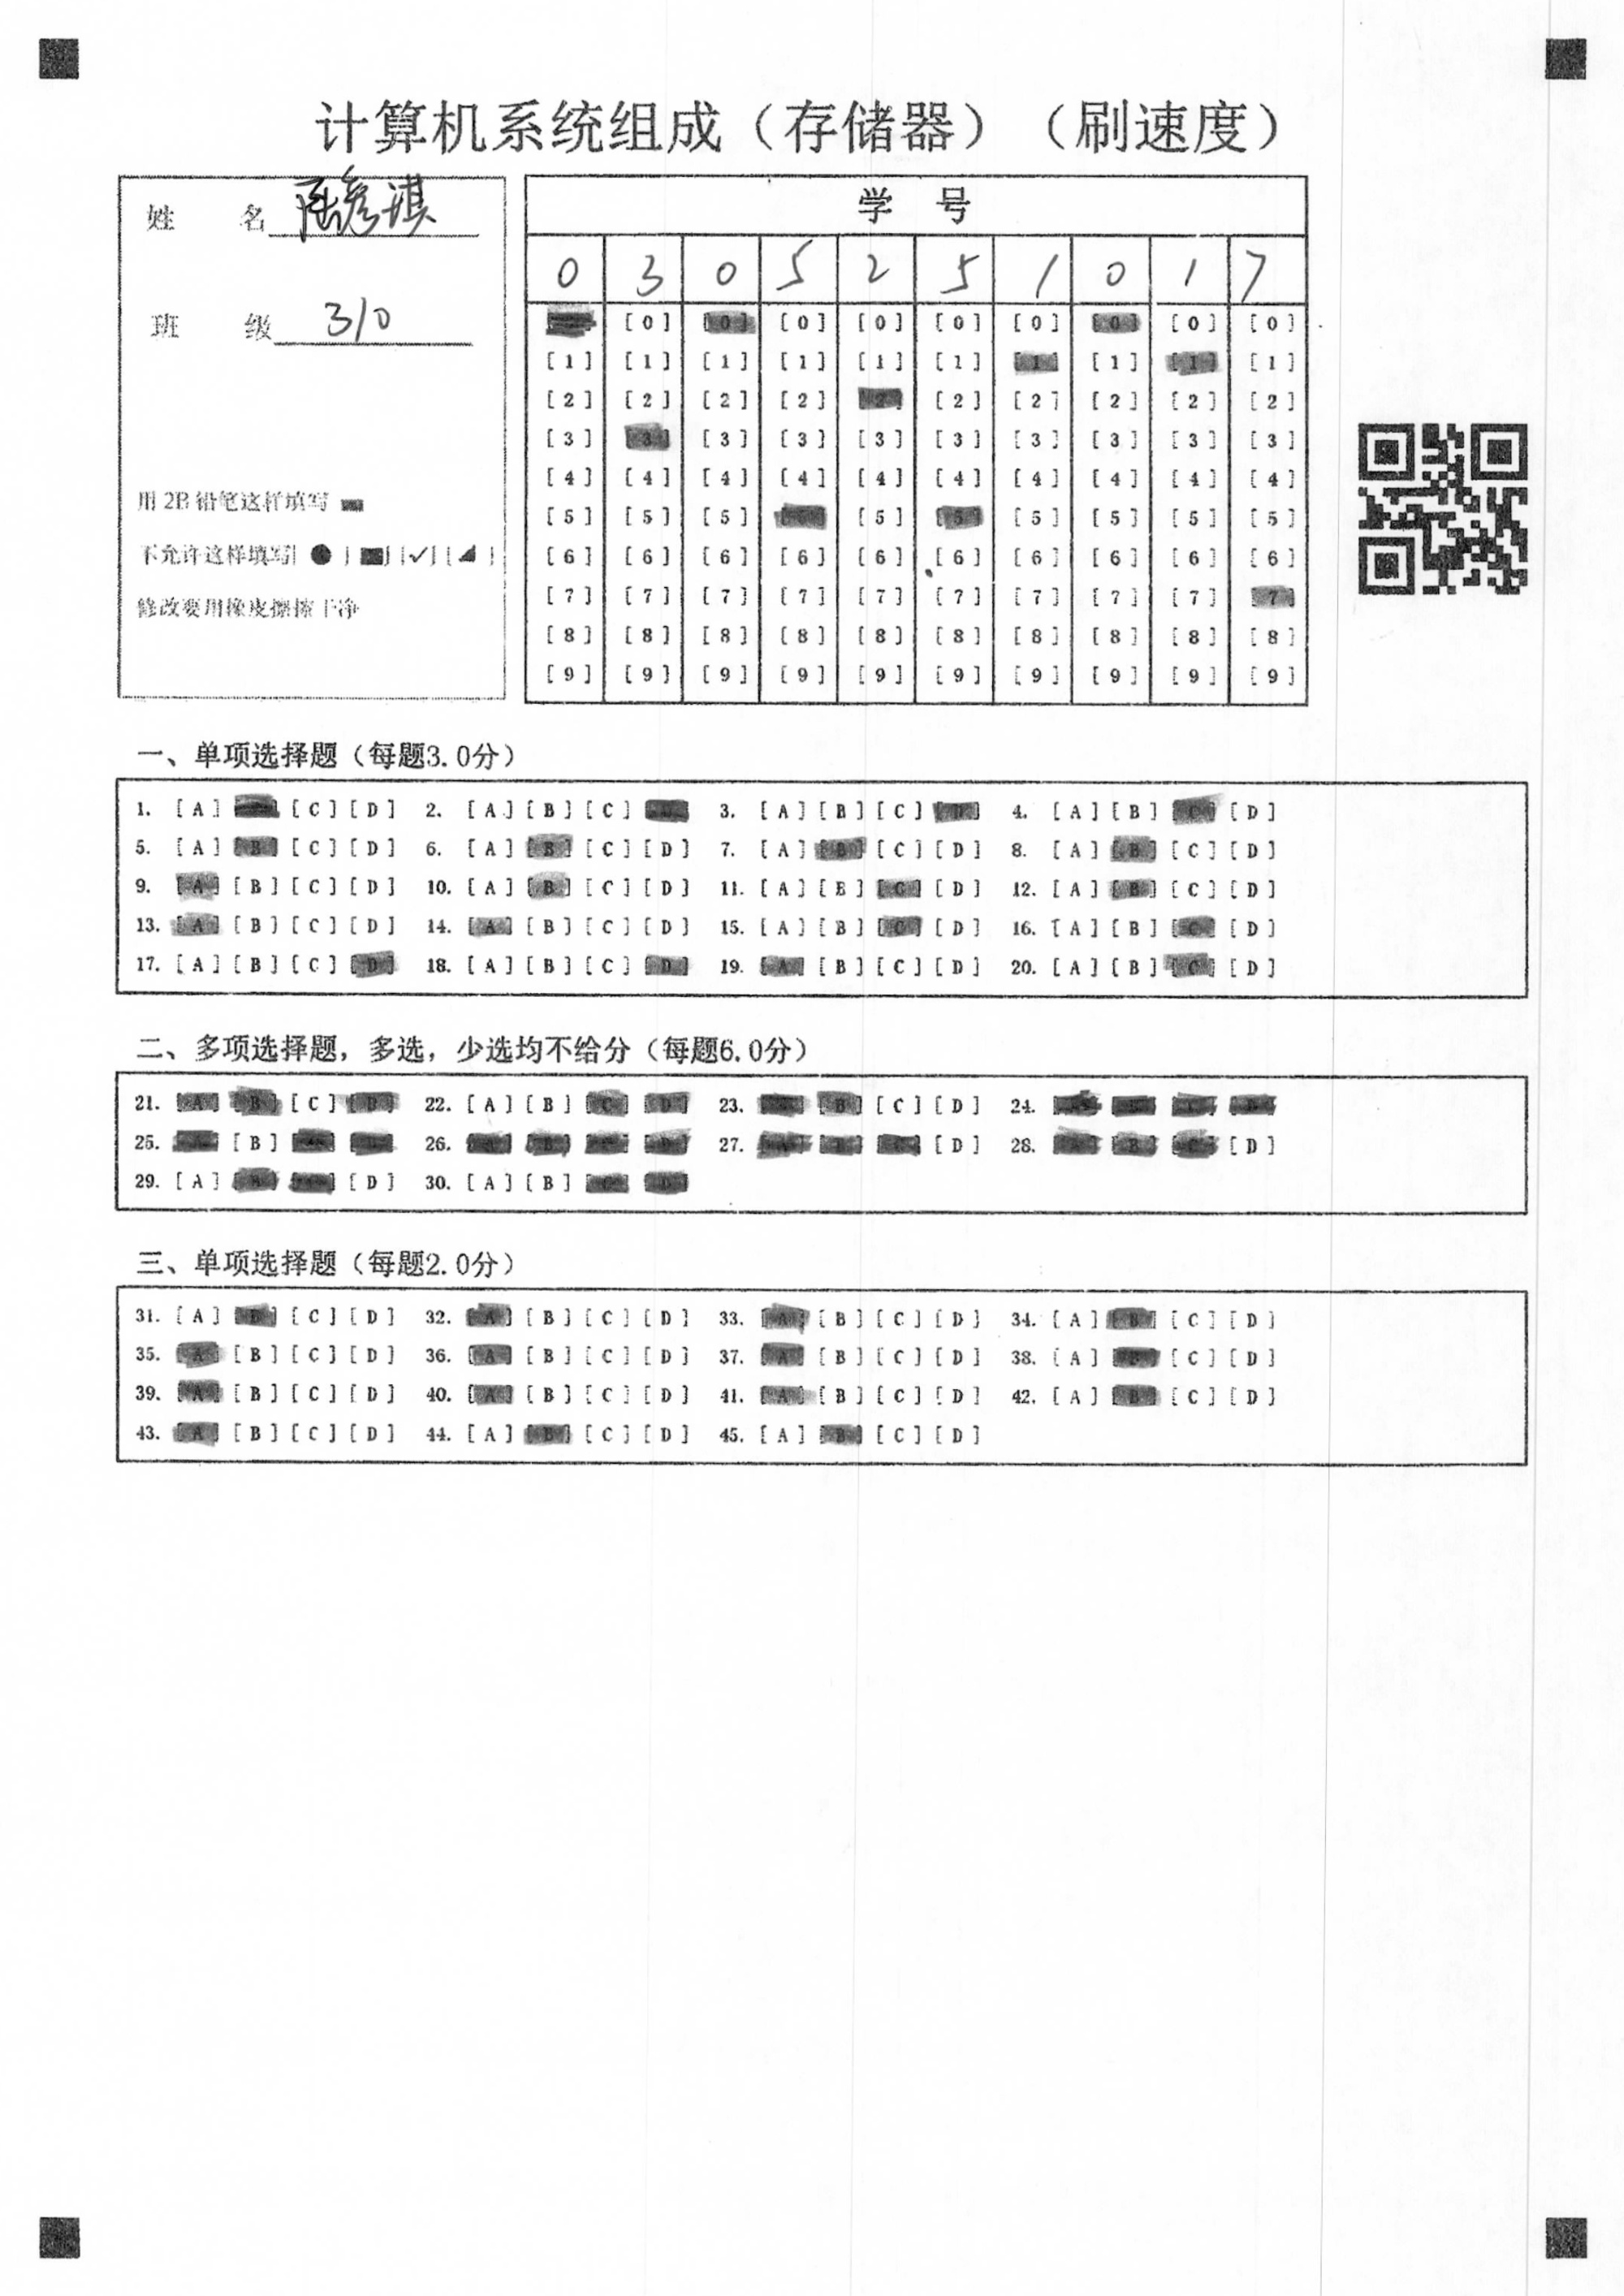 计算机系统组成（存储器）（刷速度）
姓 名 陈彦琪
班 级 310
用 2B 铅笔这样填写
不允许这样填写[●][■][✓][◢]
修改要用橡皮擦擦干净
学 号
0 3 0 5 2 5 1 0 1 7
[0] [0] [0] [0] [0] [0] [0] [0]
[1] [1] [1] [1] [1] [1] [1] [1] [1] [1]
[2] [2] [2] [2] [2] [2] [2] [2] [2] [2]
[3] [3] [3] [3] [3] [3] [3] [3] [3] [3]
[4] [4] [4] [4] [4] [4] [4] [4] [4] [4]
[5] [5] [5] [5] [5] [5] [5] [5] [5]
[6] [6] [6] [6] [6] [6] [6] [6] [6] [6]
[7] [7] [7] [7] [7] [7] [7] [7] [7] [7]
[8] [8] [8] [8] [8] [8] [8] [8] [8] [8]
[9] [9] [9] [9] [9] [9] [9] [9] [9] [9]
一、单项选择题（每题3.0分）
1. [A] [C] [D] 2. [A] [B] [C] 3. [A] [B] [C] [D] 4. [A] [B] [C] [D]
5. [A] [B] [C] [D] 6. [A] [B] [C] [D] 7. [A] [B] [C] [D] 8. [A] [B] [C] [D]
9. [A] [B] [C] [D] 10. [A] [B] [C] [D] 11. [A] [B] [C] [D] 12. [A] [B] [C] [D]
13. [A] [B] [C] [D] 14. [A] [B] [C] [D] 15. [A] [B] [C] [D] 16. [A] [B] [C] [D]
17. [A] [B] [C] [D] 18. [A] [B] [C] [D] 19. [A] [B] [C] [D] 20. [A] [B] [C] [D]
二、多项选择题，多选，少选均不给分（每题6.0分）
21. [A] [B] [C] [D] 22. [A] [B] [C] [D] 23. [B] [C] [D] 24.
25. [B] 26. [A] [B] [C] [D] 27. [A] [B] [C] [D] 28. [A] [B] [C] [D]
29. [A] [B] [D] 30. [A] [B] [C] [D]
三、单项选择题（每题2.0分）
31. [A] [B] [C] [D] 32. [A] [B] [C] [D] 33. [A] [B] [C] [D] 34. [A] [B] [C] [D]
35. [A] [B] [C] [D] 36. [A] [B] [C] [D] 37. [A] [B] [C] [D] 38. [A] [B] [C] [D]
39. [A] [B] [C] [D] 40. [A] [B] [C] [D] 41. [A] [B] [C] [D] 42. [A] [B] [C] [D]
43. [A] [B] [C] [D] 44. [A] [B] [C] [D] 45. [A] [B] [C] [D]